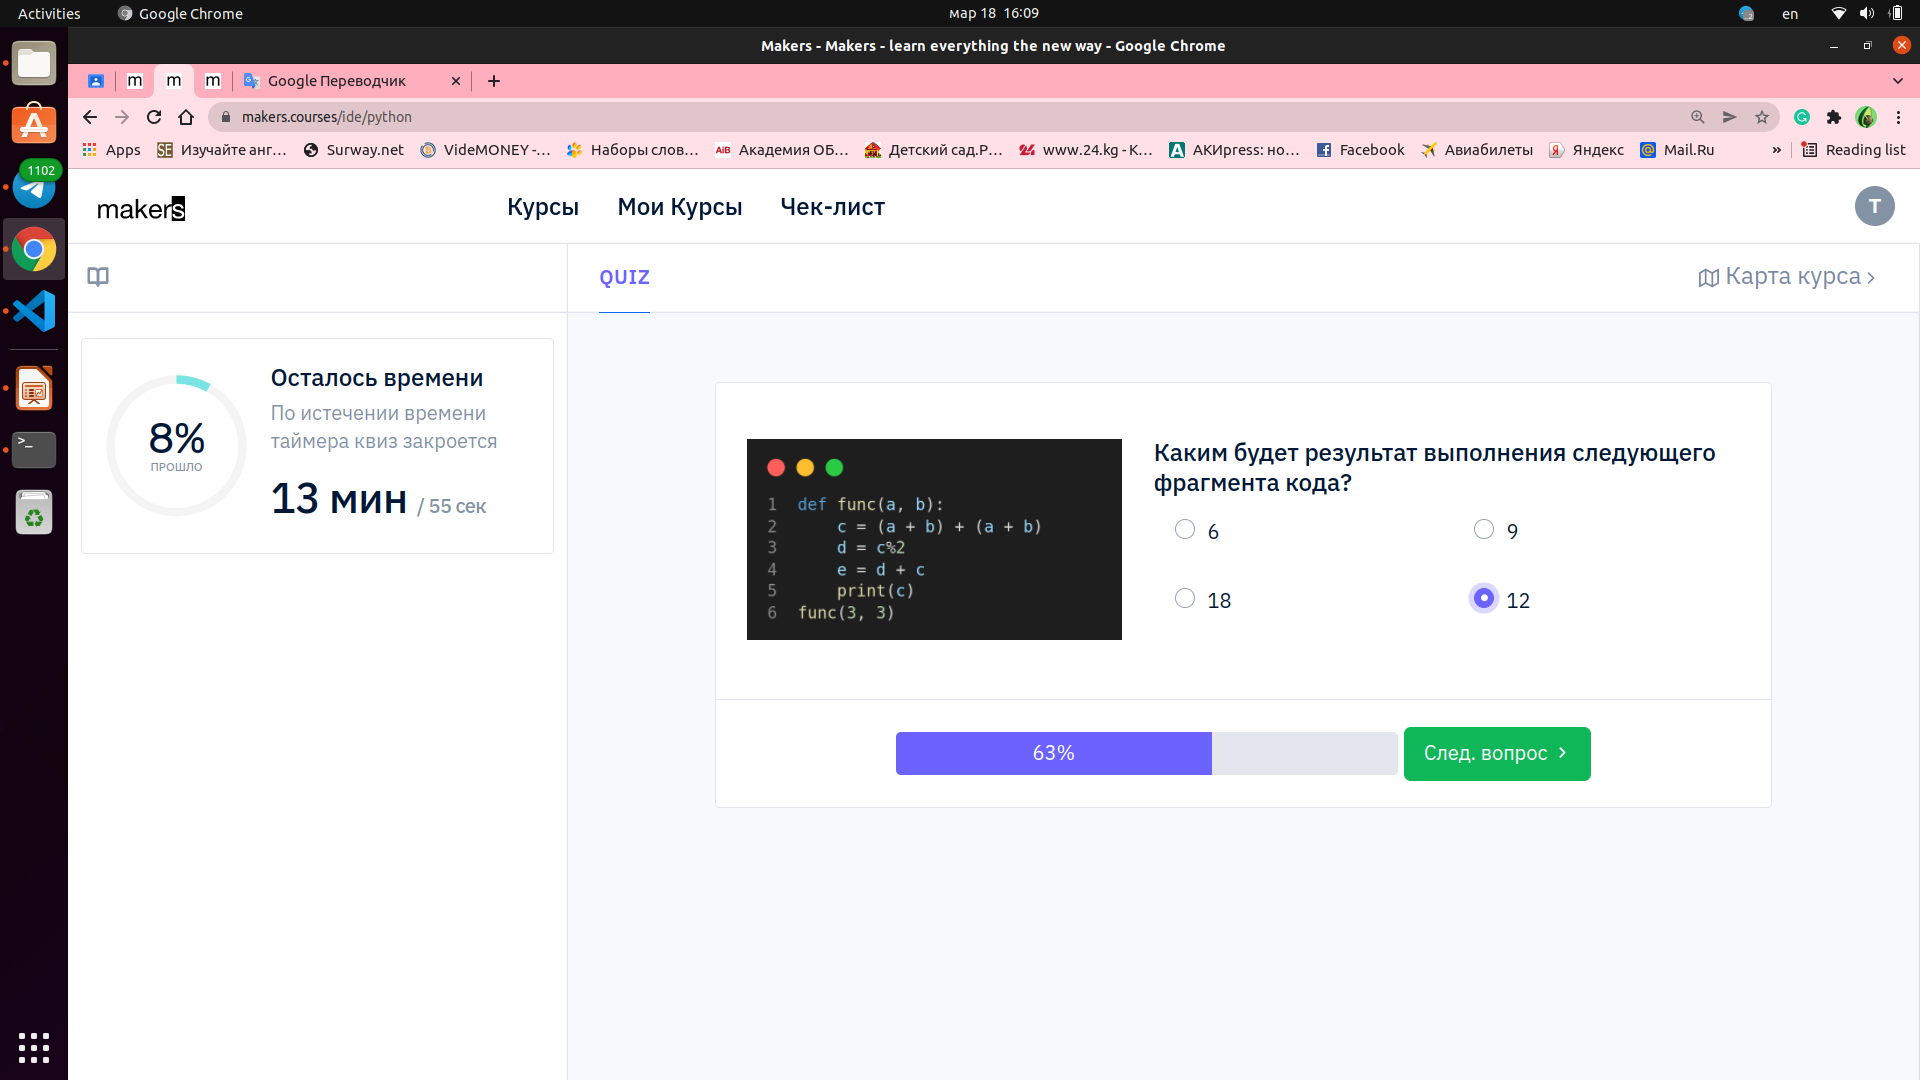 Activities
Google Chrome
мар 18 16:09
en
Makers - Makers - learn everything the new way - Google Chrome
m
m
m
Google Переводчик
makers.courses/ide/python
Apps
SE
Изучайте анг...
Surway.net
VideMONEY -...
Наборы слов...
AiB
Академия ОБ...
Детский сад.Р...
www.24.kg - К...
АКИpress: но...
Facebook
Авиабилеты
Яндекс
Mail.Ru
»
Reading list
1102
makers
Курсы
Мои Курсы
Чек-лист
T
QUIZ
Карта курса
8%
ПРОШЛО
Осталось времени
По истечении времени
таймера квиз закроется
13 мин / 55 сек
1 def func(a, b):
2 c = (a + b) + (a + b)
3 d = c%2
4 e = d + c
5 print(c)
6 func(3, 3)
Каким будет результат выполнения следующего
фрагмента кода?
6
9
18
12
63%
След. вопрос